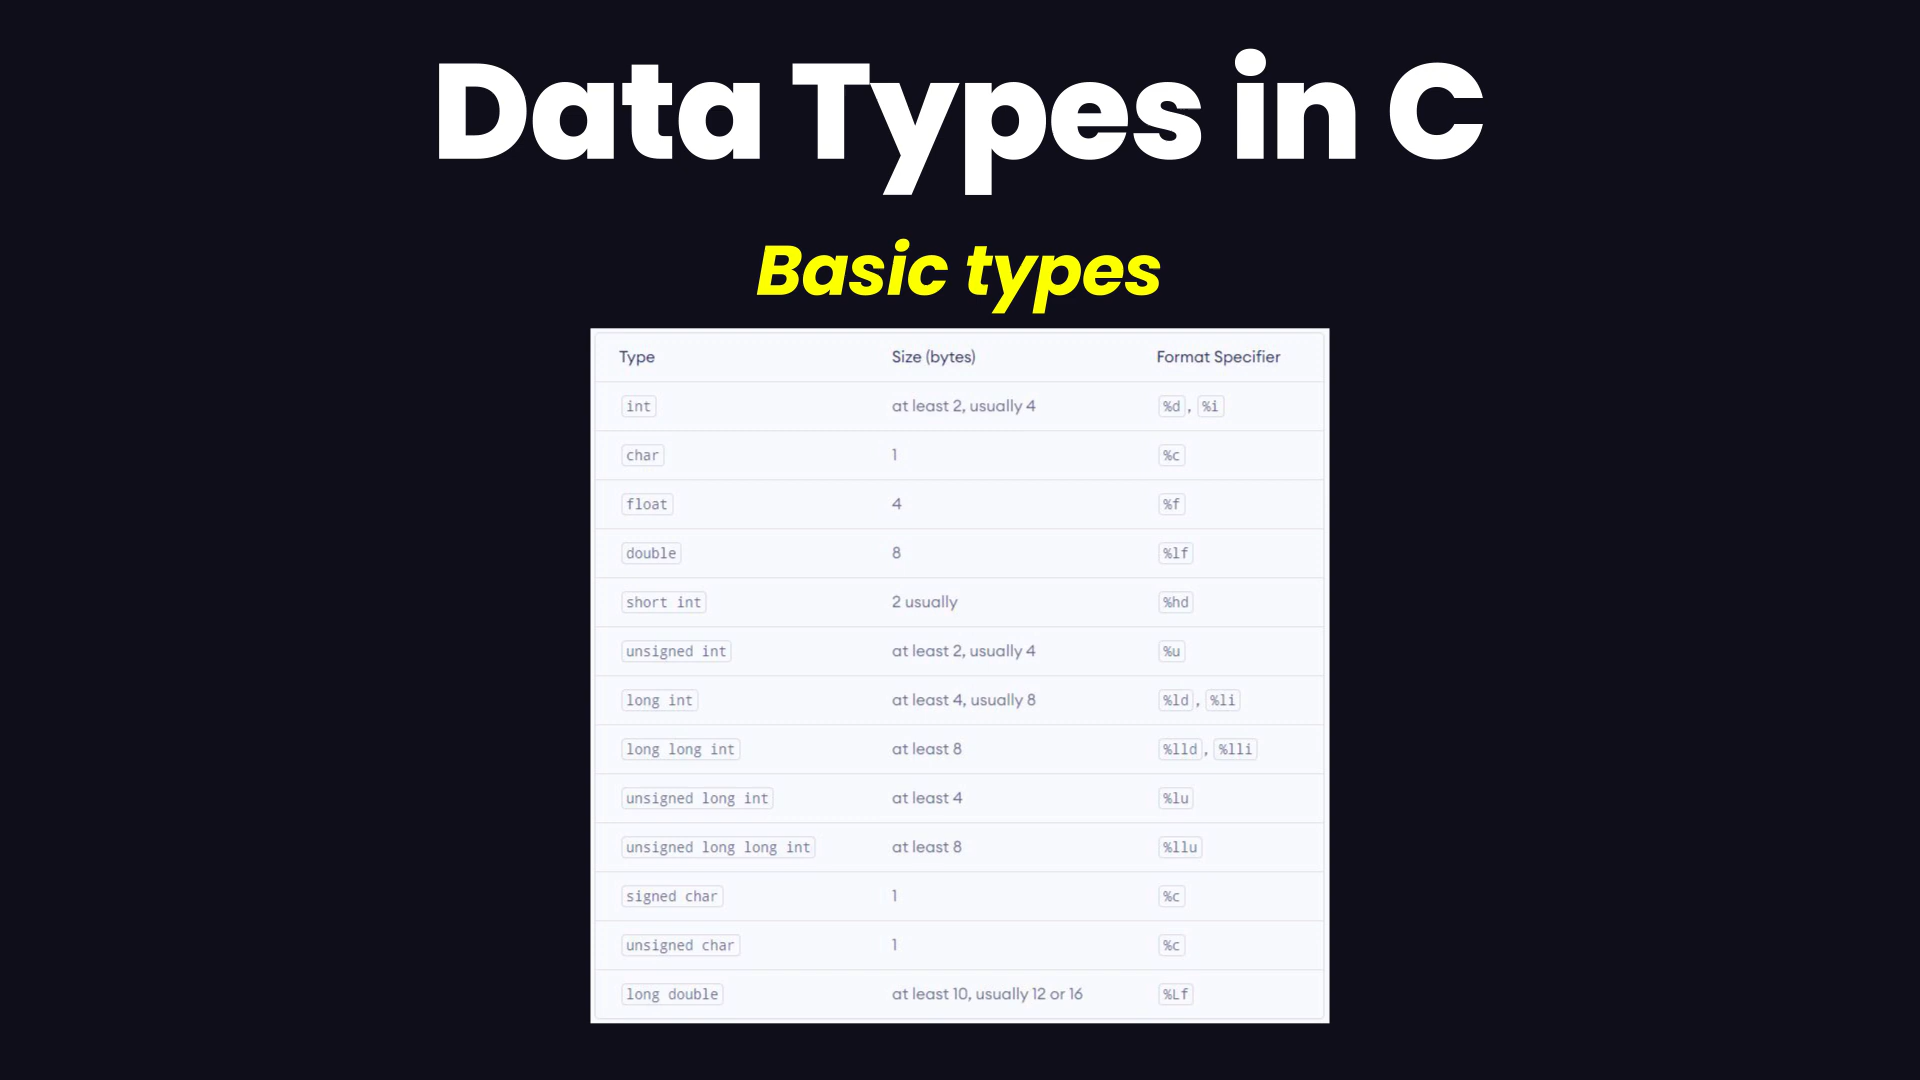 Data Types in C
Basic types
Type Size (bytes) Format Specifier
int at least 2, usually 4 %d, %i
char 1 %c
float 4 %f
double 8 %lf
short int 2 usually %hd
unsigned int at least 2, usually 4 %u
long int at least 4, usually 8 %ld, %li
long long int at least 8 %lld, %lli
unsigned long int at least 4 %lu
unsigned long long int at least 8 %llu
signed char 1 %c
unsigned char 1 %c
long double at least 10, usually 12 or 16 %Lf